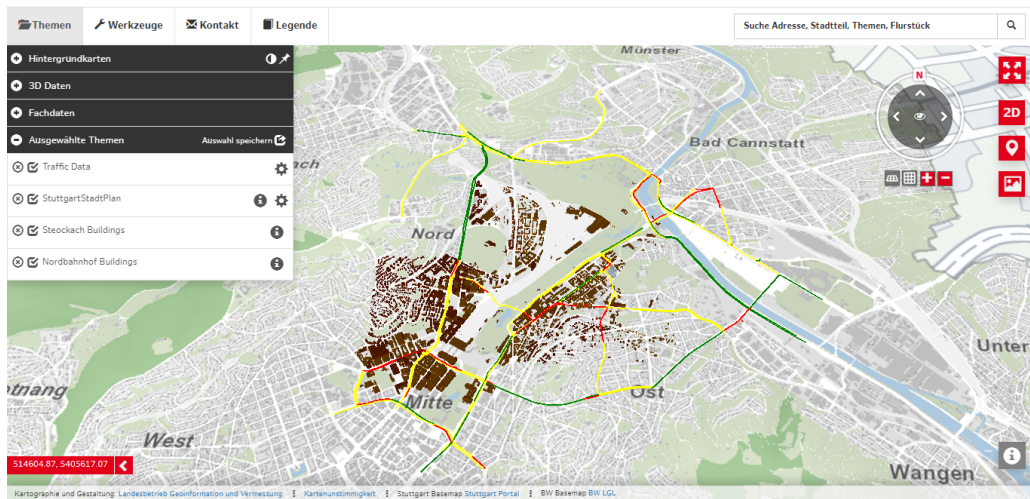 Themen
Werkzeuge
Kontakt
Legende
Suche Adresse, Stadtteil, Themen, Flurstück
Hintergrundkarten
3D Daten
Fachdaten
Ausgewählte Themen
Auswahl speichern
Traffic Data
StuttgartStadtPlan
Steockach Buildings
Nordbahnhof Buildings
Münster
N
2D
Bad Cannstatt
ach
Nord
Unter
otnang
Ost
Mitte
West
Wangen
514604.87, 5405617.07
Kartographie und Gestaltung: Landesbetrieb Geoinformation und Vermessung ⋮ Kartenunstimmigkeit ⋮ Stuttgart Basemap Stuttgart Portal ⋮ BW Basemap BW LGL